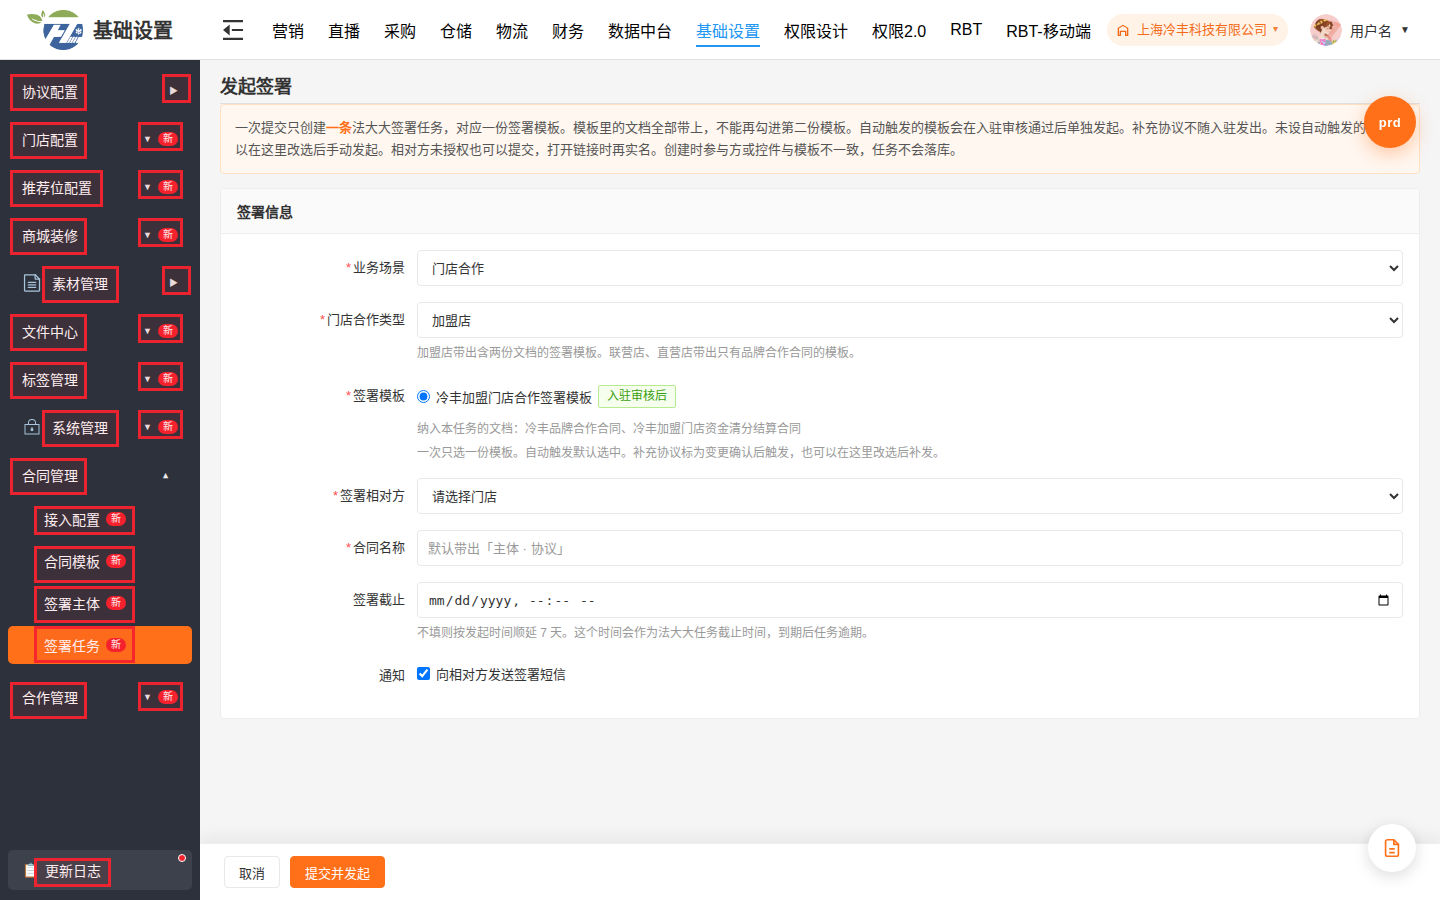 基础设置
营销 直播 采购 仓储 物流 财务 数据中台 基础设置 权限设计 权限2.0 RBT RBT-移动端
上海冷丰科技有限公司
用户名
协议配置
门店配置 新
推荐位配置 新
商城装修 新
素材管理
文件中心 新
标签管理 新
系统管理 新
合同管理
接入配置 新
合同模板 新
签署主体 新
签署任务 新
合作管理 新
更新日志
发起签署
一次提交只创建一条法大大签署任务，对应一份签署模板。模板里的文档全部带上，不能再勾进第二份模板。自动触发的模板会在入驻审核通过后单独发起。补充协议不随入驻发出。未设自动触发的
以在这里改选后手动发起。相对方未授权也可以提交，打开链接时再实名。创建时参与方或控件与模板不一致，任务不会落库。
prd
签署信息
*业务场景 门店合作
*门店合作类型 加盟店
加盟店带出含两份文档的签署模板。联营店、直营店带出只有品牌合作合同的模板。
*签署模板 冷丰加盟门店合作签署模板 入驻审核后
纳入本任务的文档：冷丰品牌合作合同、冷丰加盟门店资金清分结算合同
一次只选一份模板。自动触发默认选中。补充协议标为变更确认后触发，也可以在这里改选后补发。
*签署相对方 请选择门店
*合同名称 默认带出「主体 · 协议」
签署截止 mm/dd/yyyy, --:-- --
不填则按发起时间顺延 7 天。这个时间会作为法大大任务截止时间，到期后任务逾期。
通知 向相对方发送签署短信
取消 提交并发起